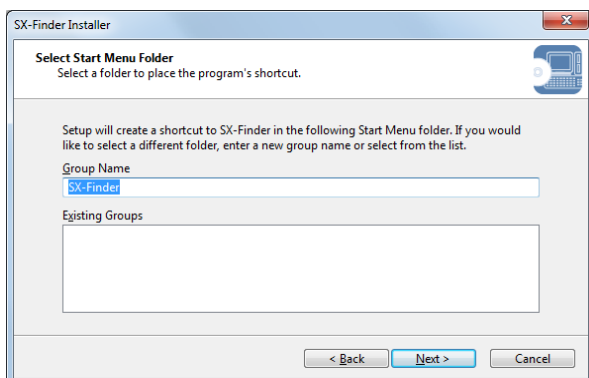 SX-Finder Installer
Select Start Menu Folder
Select a folder to place the program's shortcut.
Setup will create a shortcut to SX-Finder in the following Start Menu folder. If you would
like to select a different folder, enter a new group name or select from the list.
Group Name
SX-Finder
Existing Groups
< Back Next > Cancel